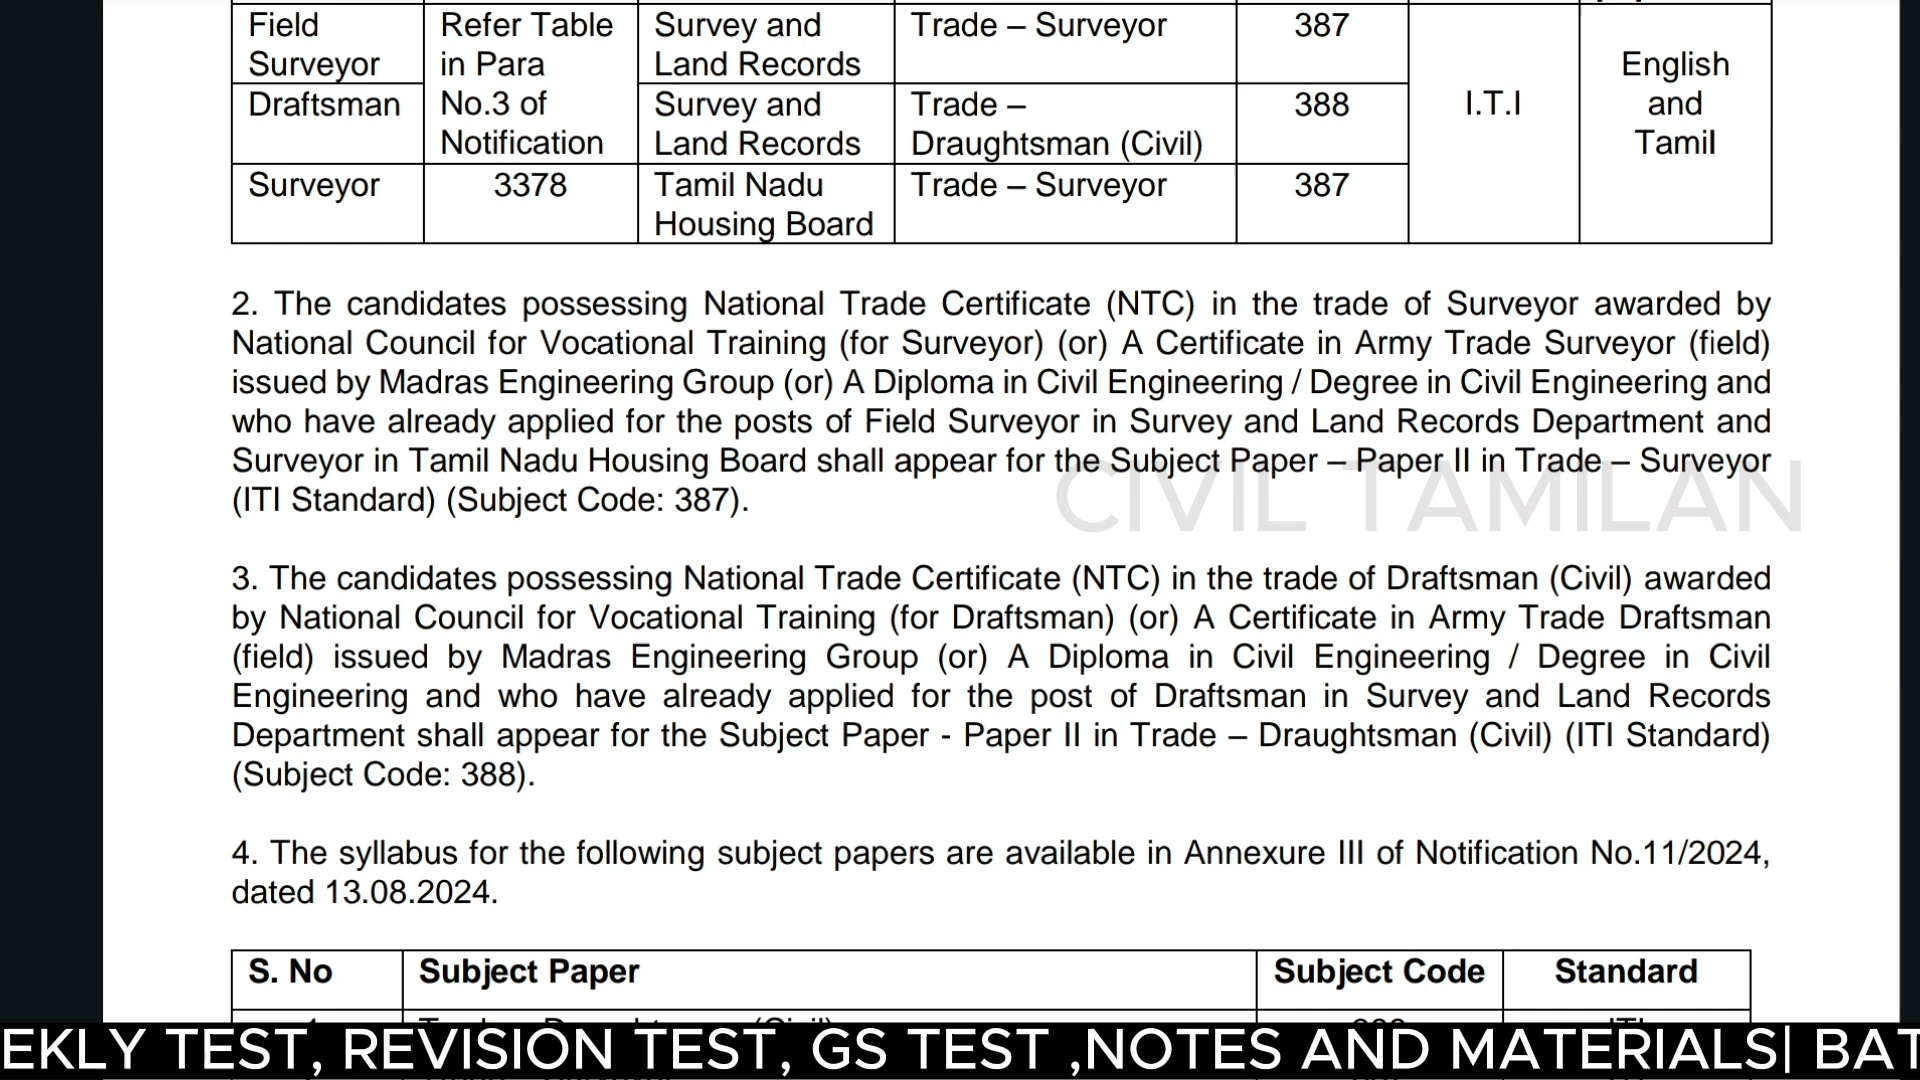 Field Surveyor Refer Table in Para No.3 of Notification Survey and Land Records Trade – Surveyor 387 I.T.I English and Tamil
Draftsman Survey and Land Records Trade – Draughtsman (Civil) 388
Surveyor 3378 Tamil Nadu Housing Board Trade – Surveyor 387
2. The candidates possessing National Trade Certificate (NTC) in the trade of Surveyor awarded by
National Council for Vocational Training (for Surveyor) (or) A Certificate in Army Trade Surveyor (field)
issued by Madras Engineering Group (or) A Diploma in Civil Engineering / Degree in Civil Engineering and
who have already applied for the posts of Field Surveyor in Survey and Land Records Department and
Surveyor in Tamil Nadu Housing Board shall appear for the Subject Paper – Paper II in Trade – Surveyor
(ITI Standard) (Subject Code: 387).
CIVIL TAMILAN
3. The candidates possessing National Trade Certificate (NTC) in the trade of Draftsman (Civil) awarded
by National Council for Vocational Training (for Draftsman) (or) A Certificate in Army Trade Draftsman
(field) issued by Madras Engineering Group (or) A Diploma in Civil Engineering / Degree in Civil
Engineering and who have already applied for the post of Draftsman in Survey and Land Records
Department shall appear for the Subject Paper - Paper II in Trade – Draughtsman (Civil) (ITI Standard)
(Subject Code: 388).
4. The syllabus for the following subject papers are available in Annexure III of Notification No.11/2024,
dated 13.08.2024.
S. No Subject Paper Subject Code Standard
EKLY TEST, REVISION TEST, GS TEST ,NOTES AND MATERIALS| BAT